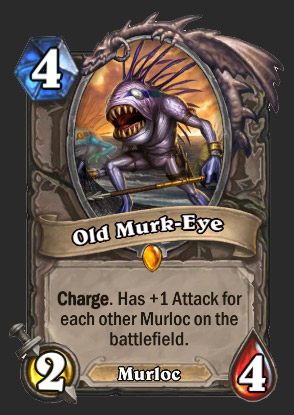 4
Old Murk-Eye
Charge. Has +1 Attack for
each other Murloc on the
battlefield.
2
Murloc
4